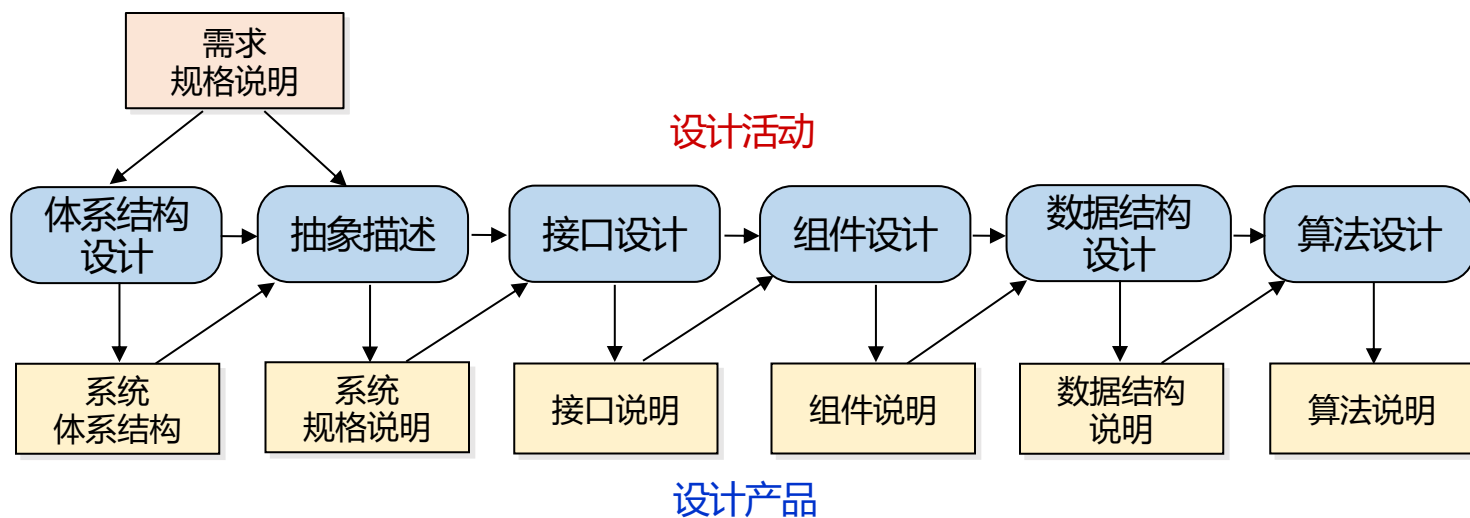 需求
规格说明
设计活动
体系结构
设计
抽象描述
接口设计
组件设计
数据结构
设计
算法设计
系统
体系结构
系统
规格说明
接口说明
组件说明
数据结构
说明
算法说明
设计产品